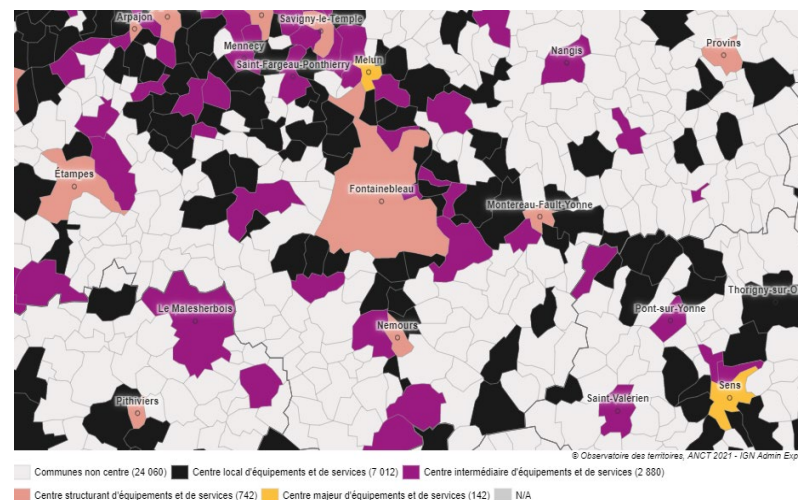 Arpajon
Savigny-le-Temple
Mennecy
Nangis
Provins
Saint-Fargeau-Ponthierry
Melun
Étampes
Fontainebleau
Montereau-Fault-Yonne
Le Malesherbois
Thorigny-sur-O
Pont-sur-Yonne
Nemours
Sens
Saint-Valérien
Pithiviers
© Observatoire des territoires, ANCT 2021 - IGN Admin Exp
Communes non centre (24 060) Centre local d'équipements et de services (7 012) Centre intermédiaire d'équipements et de services (2 880)
Centre structurant d'équipements et de services (742) Centre majeur d'équipements et de services (142) N/A